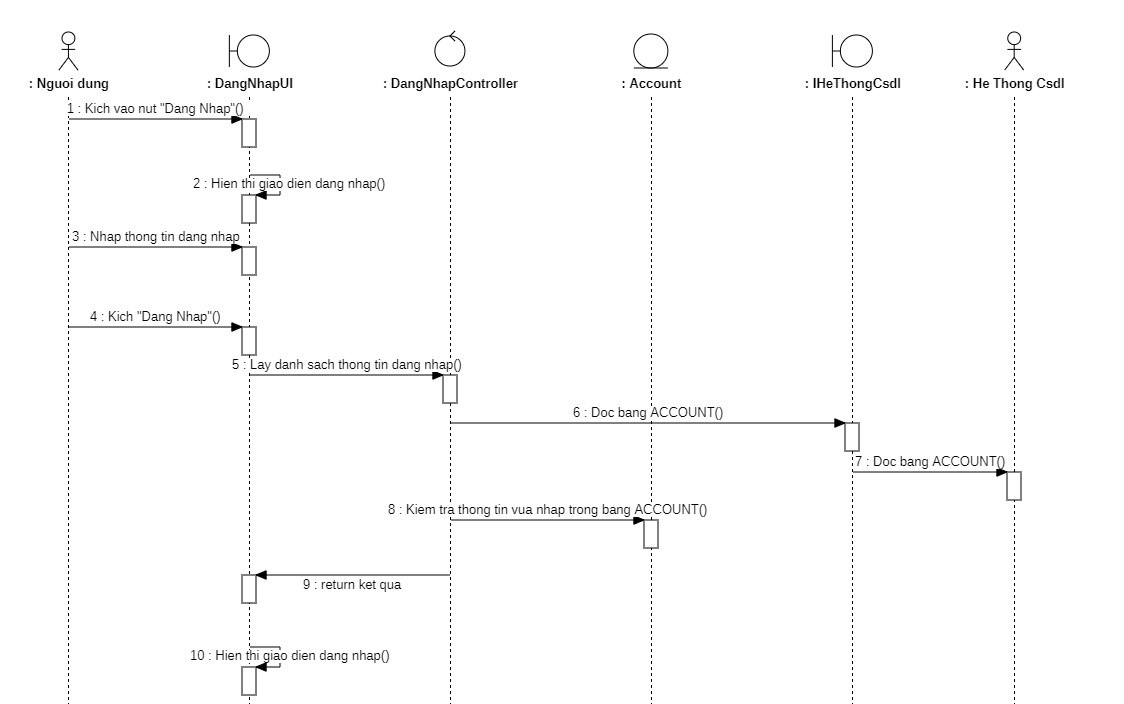 : Nguoi dung
: DangNhapUI
: DangNhapController
: Account
: IHeThongCsdl
: He Thong Csdl
1 : Kich vao nut "Dang Nhap"()
2 : Hien thi giao dien dang nhap()
3 : Nhap thong tin dang nhap
4 : Kich "Dang Nhap"()
5 : Lay danh sach thong tin dang nhap()
6 : Doc bang ACCOUNT()
7 : Doc bang ACCOUNT()
8 : Kiem tra thong tin vua nhap trong bang ACCOUNT()
9 : return ket qua
10 : Hien thi giao dien dang nhap()